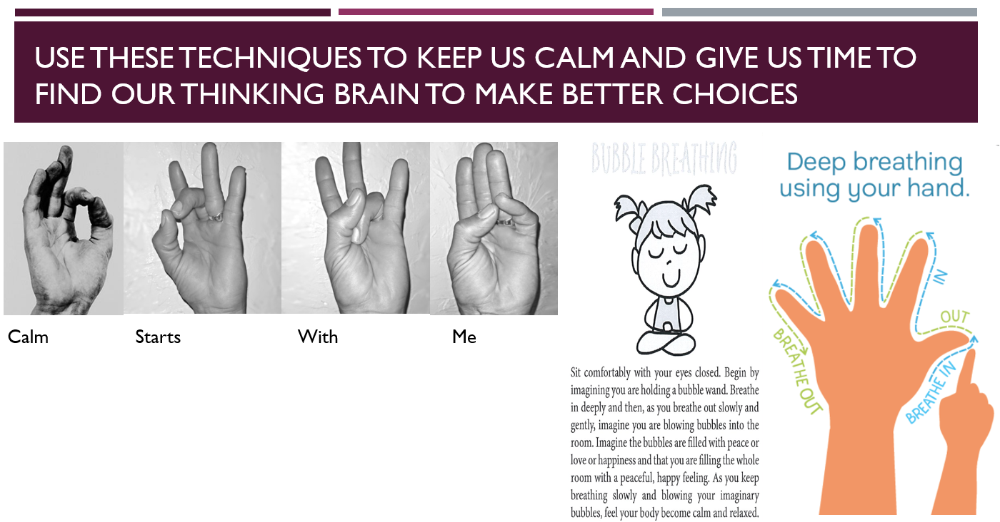 USE THESE TECHNIQUES TO KEEP US CALM AND GIVE US TIME TO
FIND OUR THINKING BRAIN TO MAKE BETTER CHOICES
Calm
Starts
With
Me
BUBBLE BREATHING
Sit comfortably with your eyes closed. Begin by
imagining you are holding a bubble wand. Breathe
in deeply and then, as you breathe out slowly and
gently, imagine you are blowing bubbles into the
room. Imagine the bubbles are filled with peace or
love or happiness and that you are filling the whole
room with a peaceful, happy feeling. As you keep
breathing slowly and blowing your imaginary
bubbles, feel your body become calm and relaxed.
Deep breathing
using your hand.
IN
OUT
BREATHE IN
BREATHE OUT